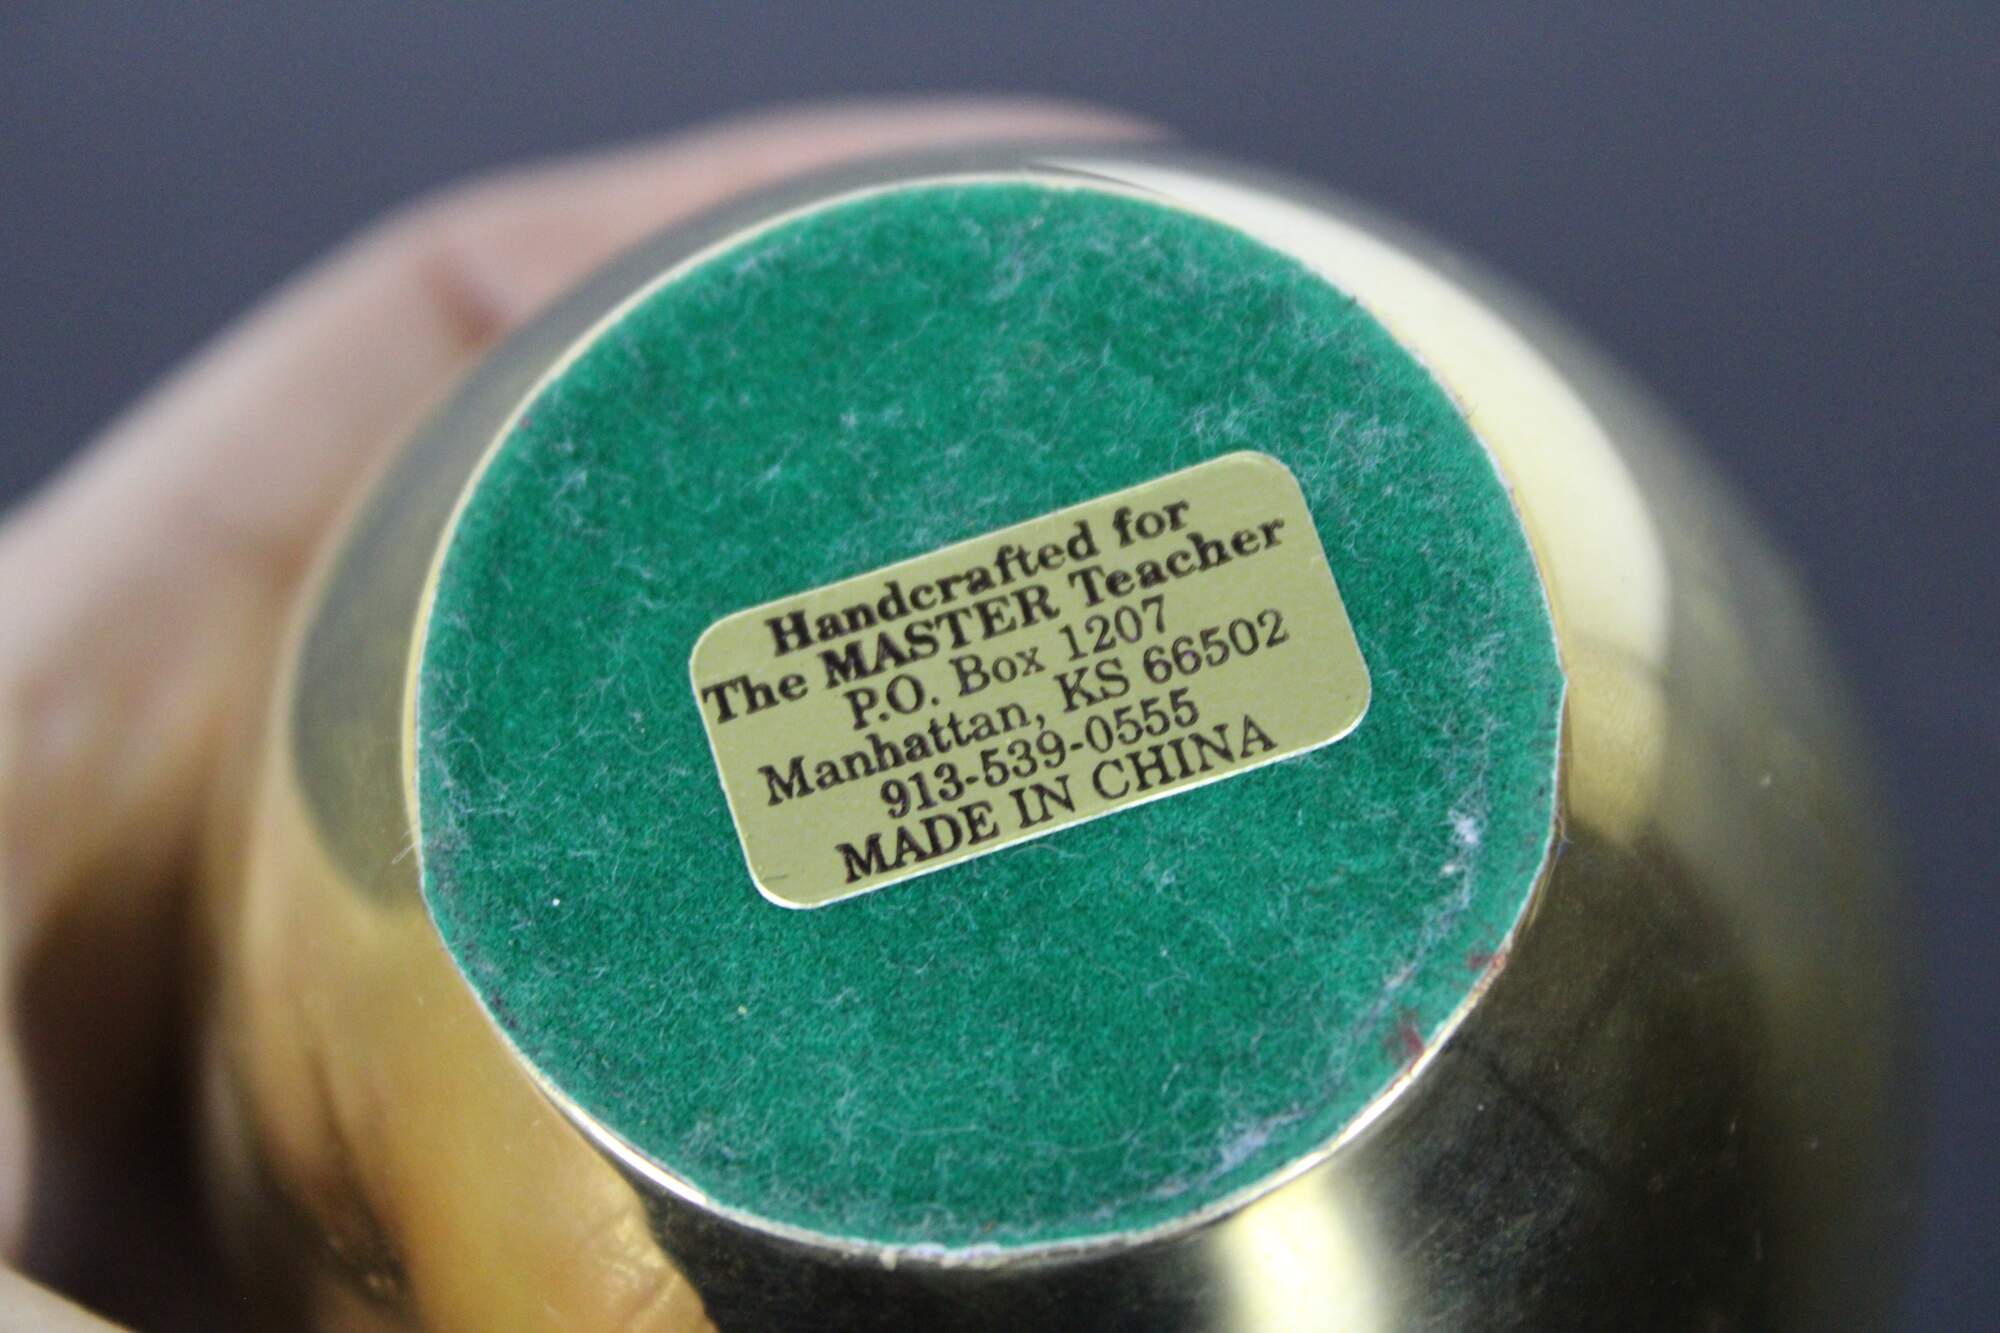 Handcrafted for
The MASTER Teacher
P.O. Box 1207
Manhattan, KS 66502
913-539-0555
MADE IN CHINA